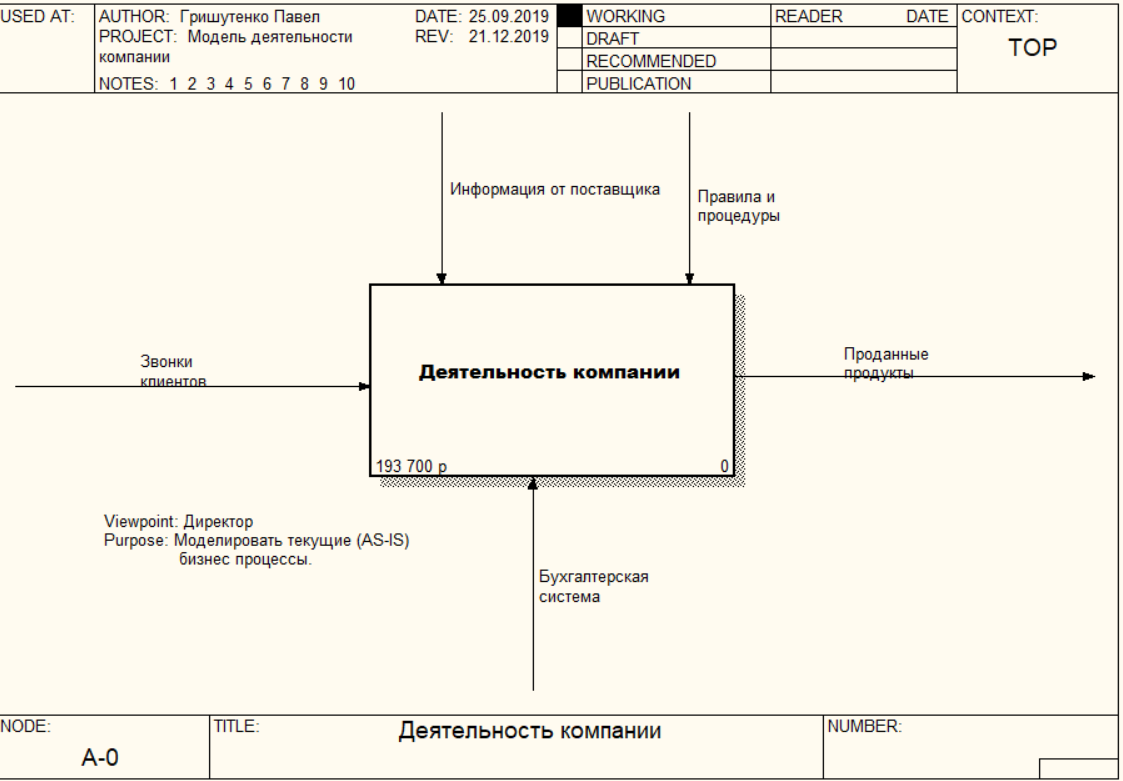 USED AT:
AUTHOR: Гришутенко Павел
DATE: 25.09.2019
PROJECT: Модель деятельности
компании
REV: 21.12.2019
NOTES: 1 2 3 4 5 6 7 8 9 10
WORKING
DRAFT
RECOMMENDED
PUBLICATION
READER DATE
CONTEXT:
TOP
Информация от поставщика
Правила и
процедуры
Звонки
клиентов
Деятельность компании
193 700 р
0
Проданные
продукты
Viewpoint: Директор
Purpose: Моделировать текущие (AS-IS)
бизнес процессы.
Бухгалтерская
система
NODE:
A-0
TITLE:
Деятельность компании
NUMBER: